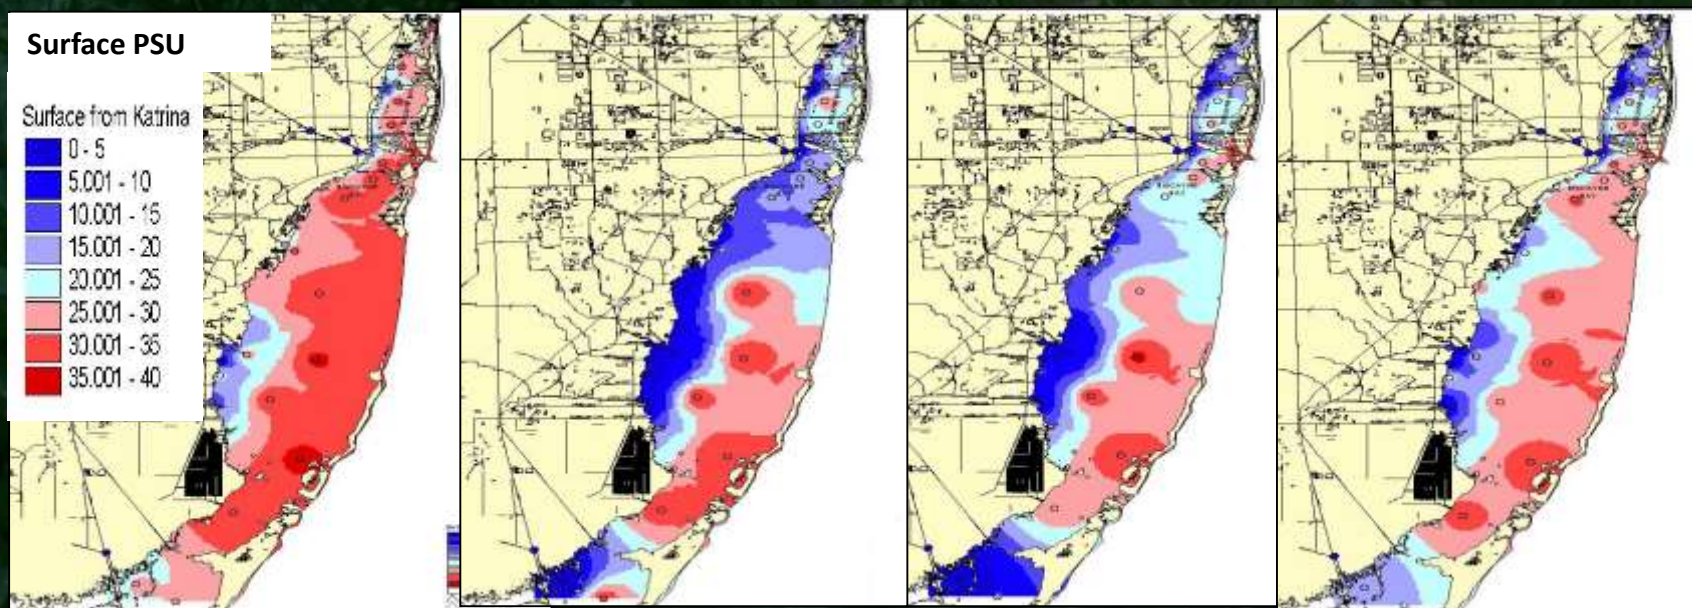 Surface PSU
Surface from Katrina
0 - 5
5.001 - 10
10.001 - 15
15.001 - 20
20.001 - 25
25.001 - 30
30.001 - 35
35.001 - 40